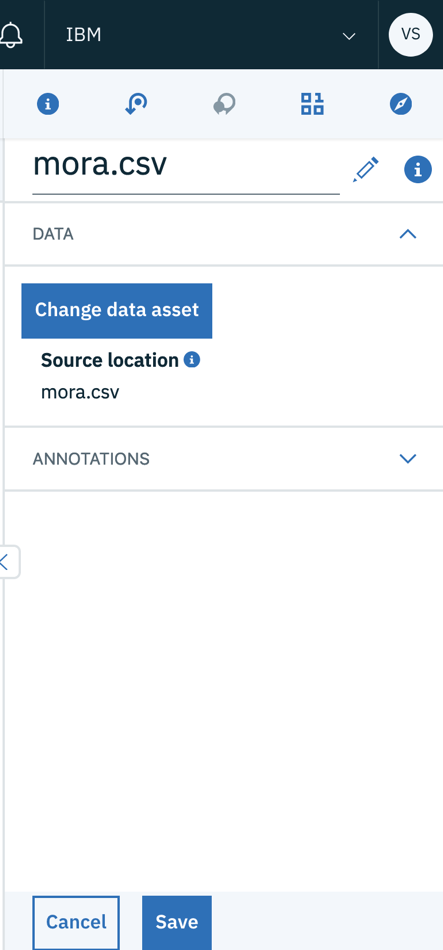 IBM
VS
mora.csv
DATA
Change data asset
Source location
mora.csv
ANNOTATIONS
Cancel
Save